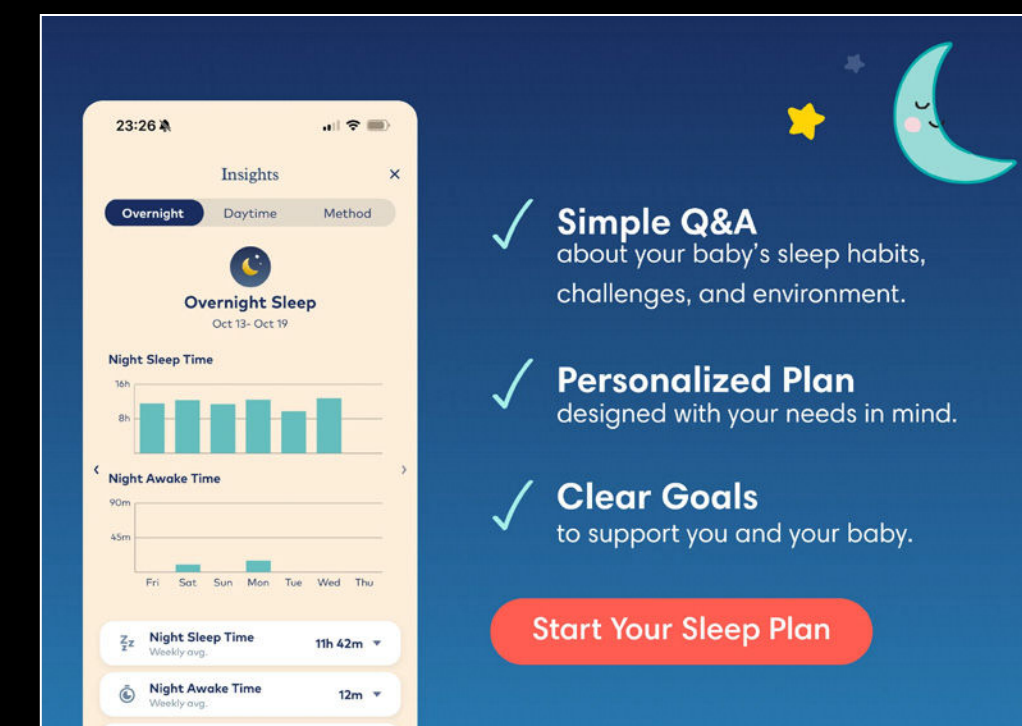 23:26
Insights
Overnight Daytime Method
Overnight Sleep
Oct 13- Oct 19
Night Sleep Time
16h
8h
Night Awake Time
90m
45m
Fri Sat Sun Mon Tue Wed Thu
Night Sleep Time
Weekly avg.
11h 42m
Night Awake Time
Weekly avg.
12m
Simple Q&A
about your baby's sleep habits,
challenges, and environment.
Personalized Plan
designed with your needs in mind.
Clear Goals
to support you and your baby.
Start Your Sleep Plan